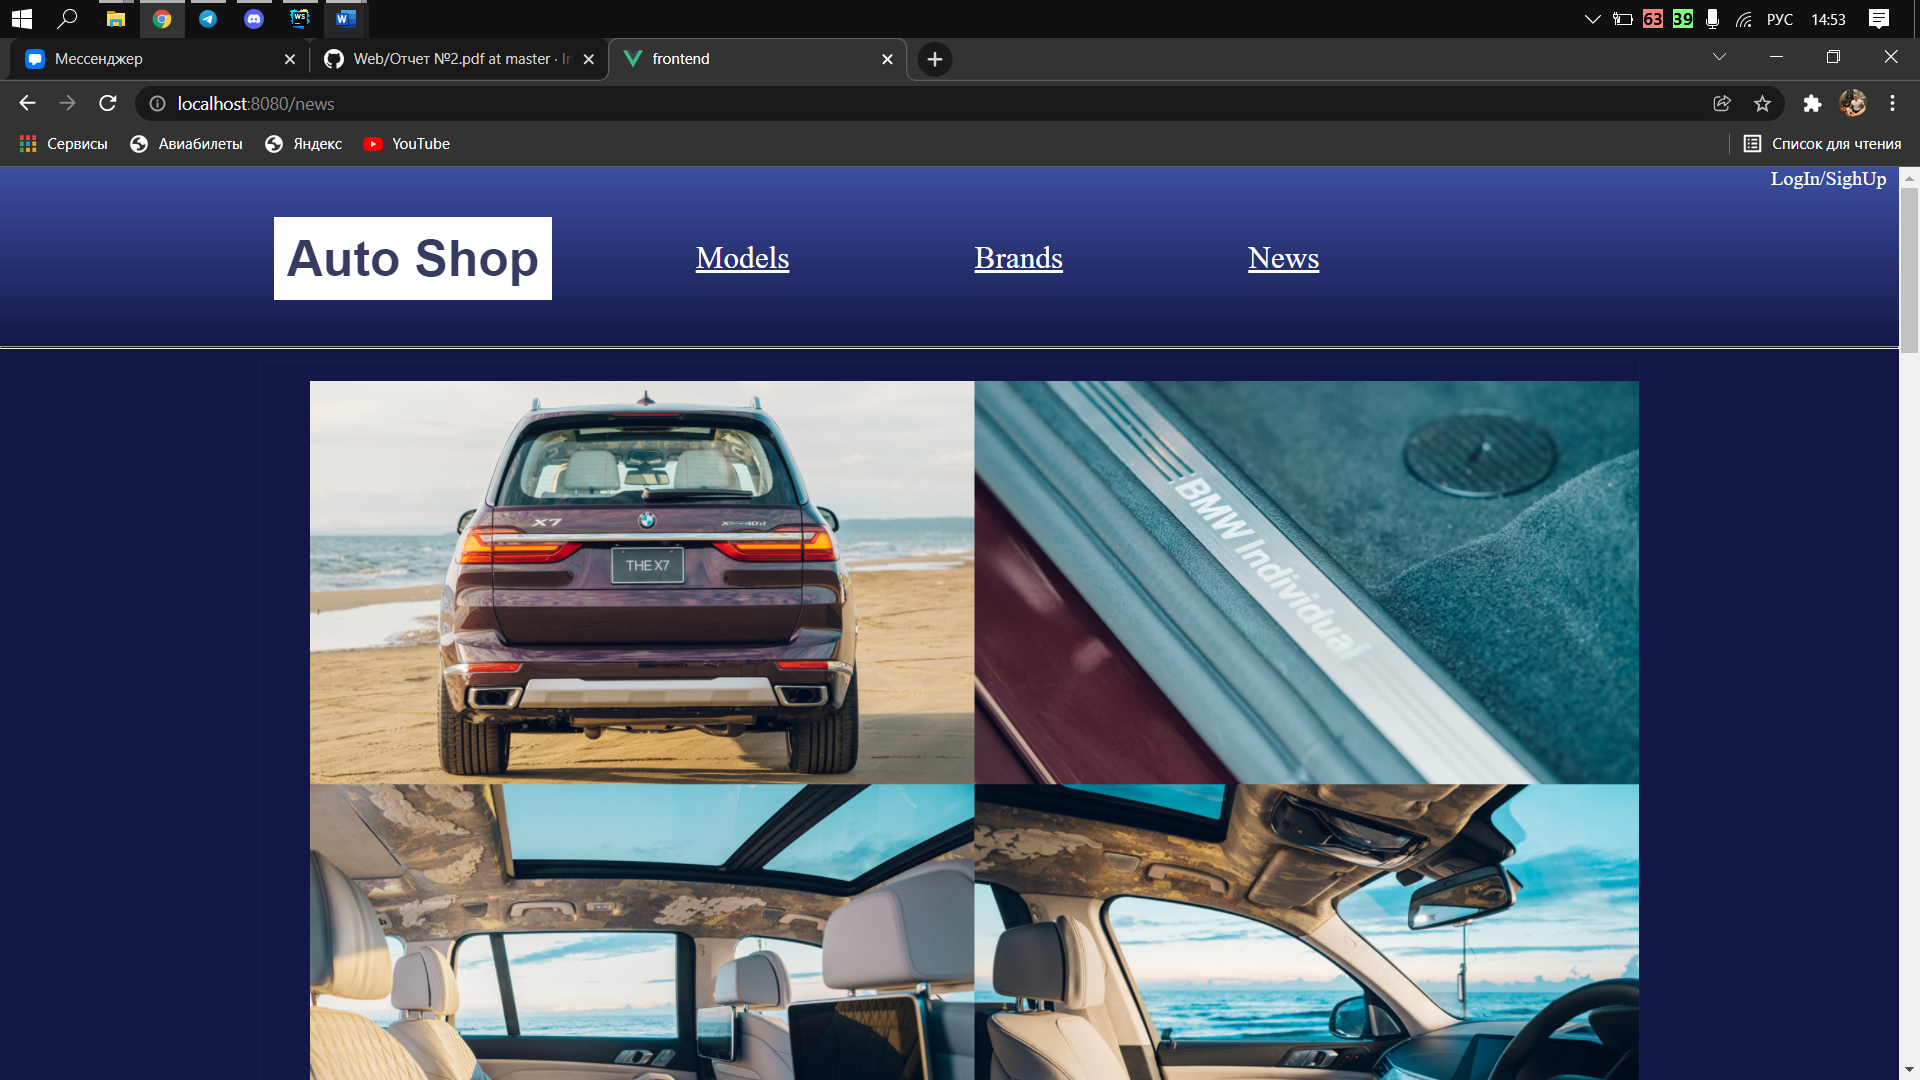 63 39 РУС 14:53
Мессенджер
Web/Отчет №2.pdf at master
frontend
localhost:8080/news
Сервисы
Авиабилеты
Яндекс
YouTube
Список для чтения
LogIn/SighUp
Auto Shop
Models
Brands
News
X7
THE X7
BMW Individual